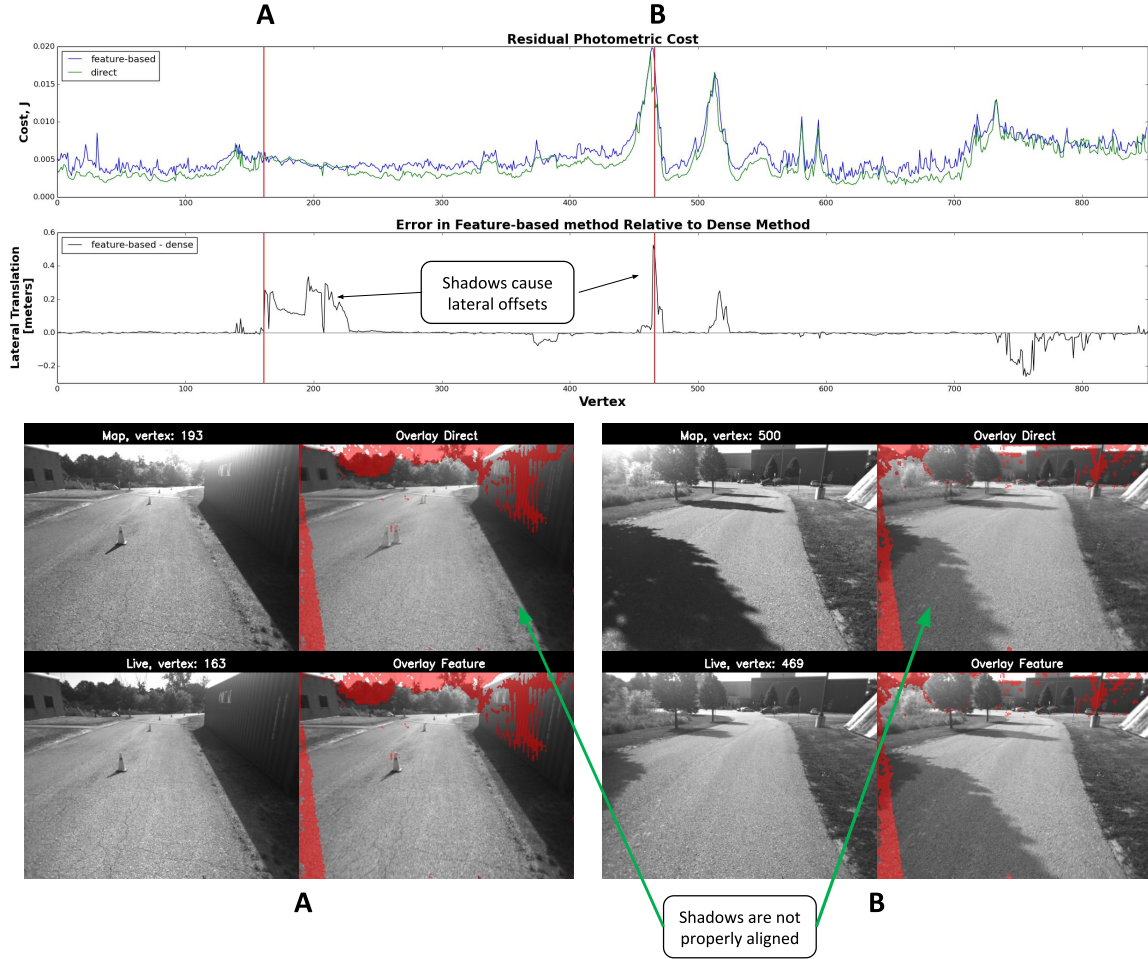 A
B
Residual Photometric Cost
feature-based
direct
Cost, J
0.020
0.015
0.010
0.005
0.000
0 100 200 300 400 500 600 700 800
Error in Feature-based method Relative to Dense Method
feature-based - dense
Lateral Translation
[meters]
0.6
0.4
0.2
0.0
−0.2
Shadows cause
lateral offsets
0 100 200 300 400 500 600 700 800
Vertex
Map, vertex: 193
Overlay Direct
Live, vertex: 163
Overlay Feature
Map, vertex: 500
Overlay Direct
Live, vertex: 469
Overlay Feature
A
B
Shadows are not
properly aligned